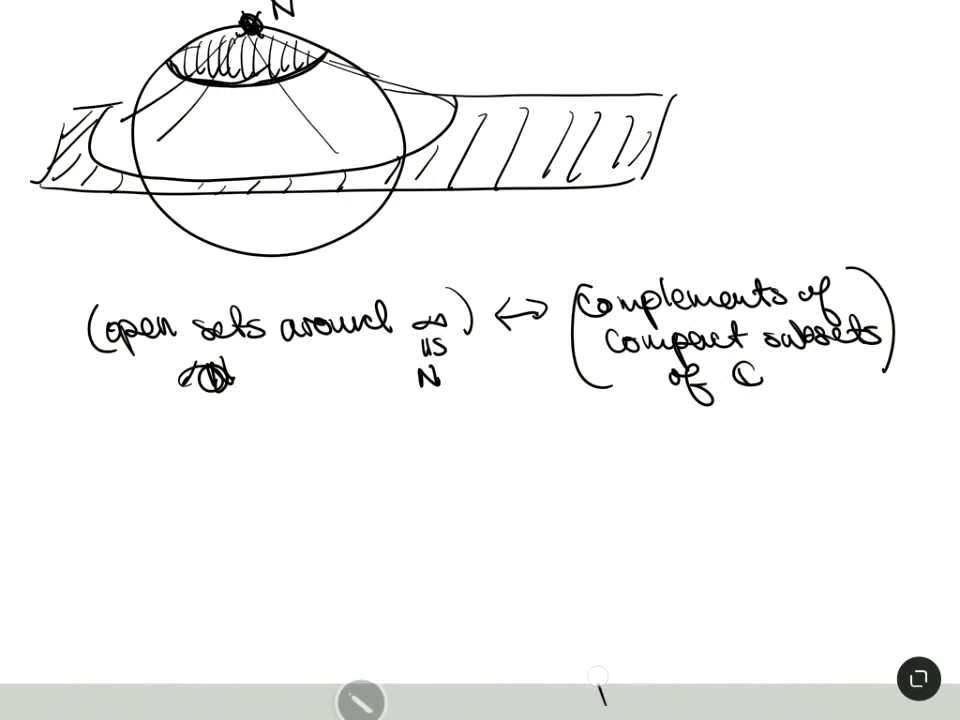 N
(open sets around ∞) ↔ (complements of
compact subsets
of ℂ)
N